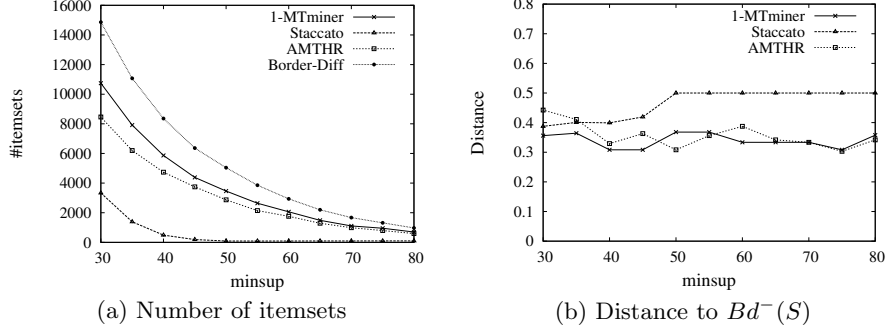 16000
14000
12000
10000
8000
6000
4000
2000
0
#itemsets
1-MTminer
Staccato
AMTHR
Border-Diff
30 40 50 60 70 80
minsup
(a) Number of itemsets
0.8
0.7
0.6
0.5
0.4
0.3
0.2
0.1
0
Distance
1-MTminer
Staccato
AMTHR
30 40 50 60 70 80
minsup
(b) Distance to Bd⁻(S)